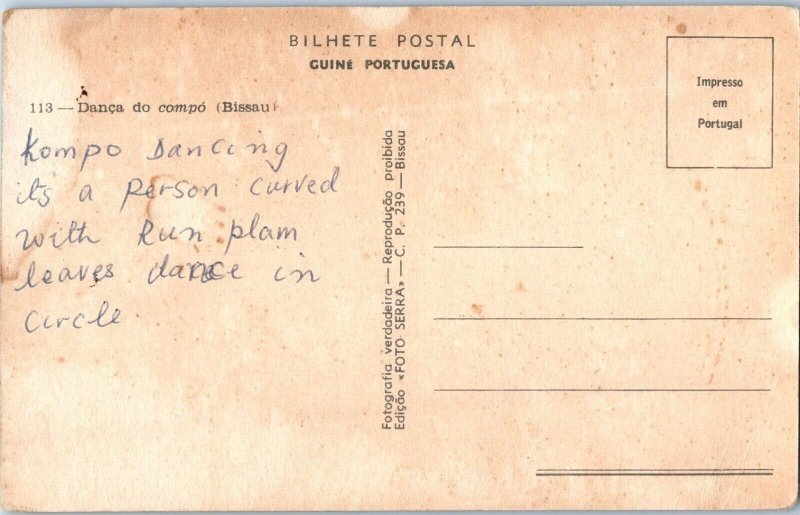 BILHETE POSTAL
GUINÉ PORTUGUESA
113 — Dança do compó (Bissau)
Kompo Dancing
its a person curved
with Run plam
leaves dance in
circle.
Fotografia verdadeira — Reprodução proibida
Edição «FOTO SERRA» — C. P. 239 — Bissau
Impresso
em
Portugal